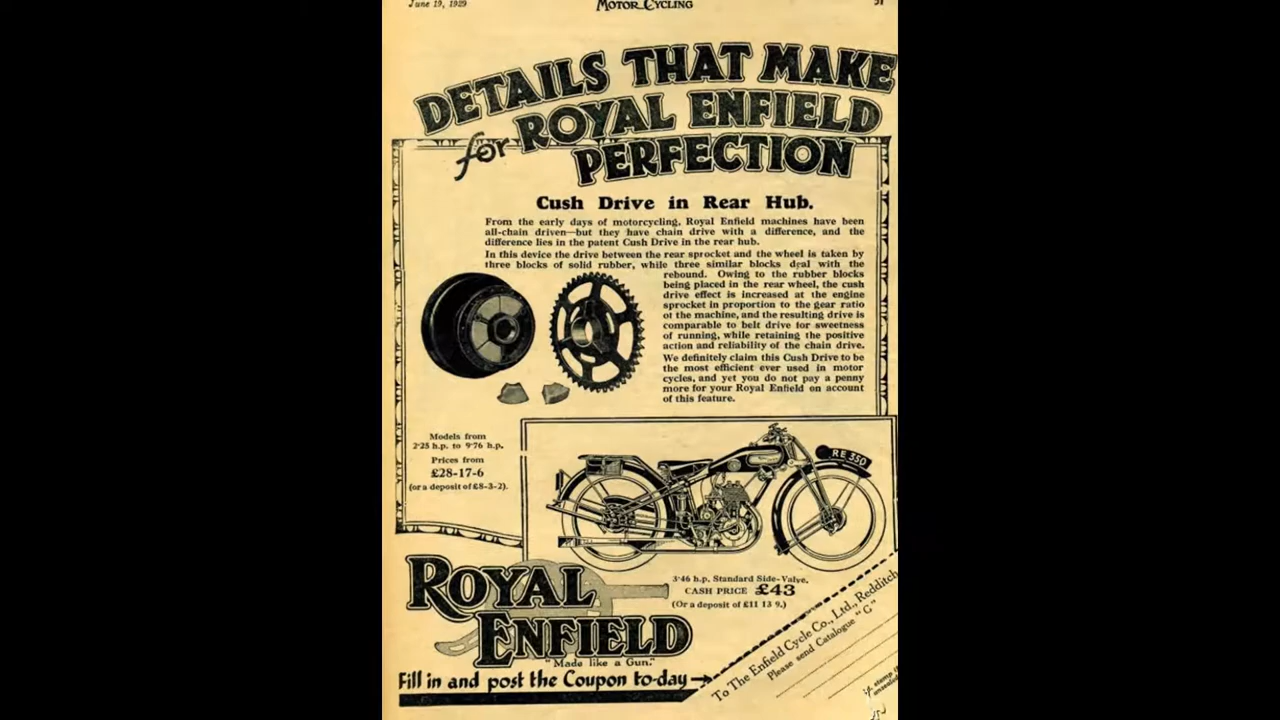 June 19, 1929
MOTOR CYCLING
DETAILS THAT MAKE
for ROYAL ENFIELD
PERFECTION
Cush Drive in Rear Hub.
From the early days of motorcycling, Royal Enfield machines have been
all-chain driven—but they have chain drive with a difference, and the
difference lies in the patent Cush Drive in the rear hub.
In this device the drive between the rear sprocket and the wheel is taken by
three blocks of solid rubber, while three similar blocks deal with the
rebound. Owing to the rubber blocks
being placed in the rear wheel, the cush
drive effect is increased at the engine
sprocket in proportion to the gear ratio
of the machine, and the resulting drive is
comparable to belt drive for sweetness
of running, while retaining the positive
action and reliability of the chain drive.
We definitely claim this Cush Drive to be
the most efficient ever used in motor
cycles, and yet you do not pay a penny
more for your Royal Enfield on account
of this feature.
Models from
2·25 h.p. to 9·76 h.p.
Prices from
£28-17-6
(or a deposit of £8-3-2).
RE 350
3·46 h.p. Standard Side-Valve.
CASH PRICE £43
(Or a deposit of £11 13 9.)
ROYAL
ENFIELD
"Made like a Gun."
Fill in and post the Coupon to-day
To The Enfield Cycle Co., Ltd., Redditch
Please send Catalogue "C"